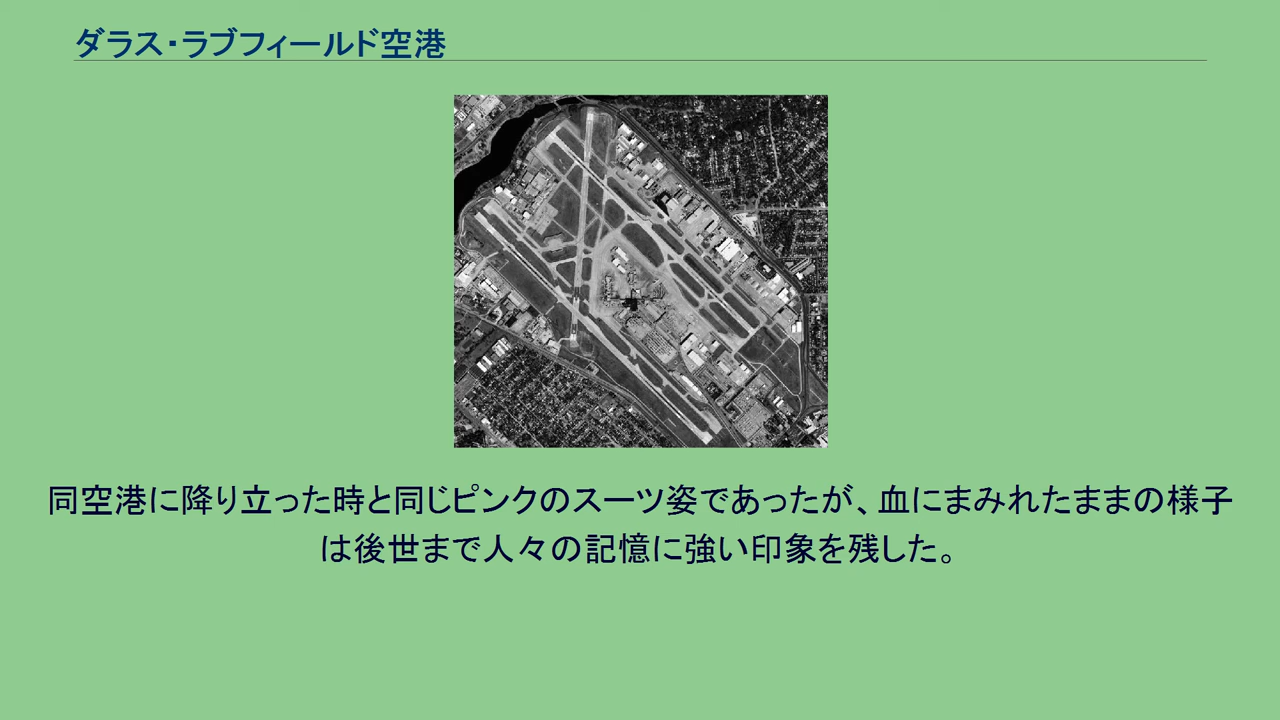 ダラス・ラブフィールド空港
同空港に降り立った時と同じピンクのスーツ姿であったが、血にまみれたままの様子
は後世まで人々の記憶に強い印象を残した。